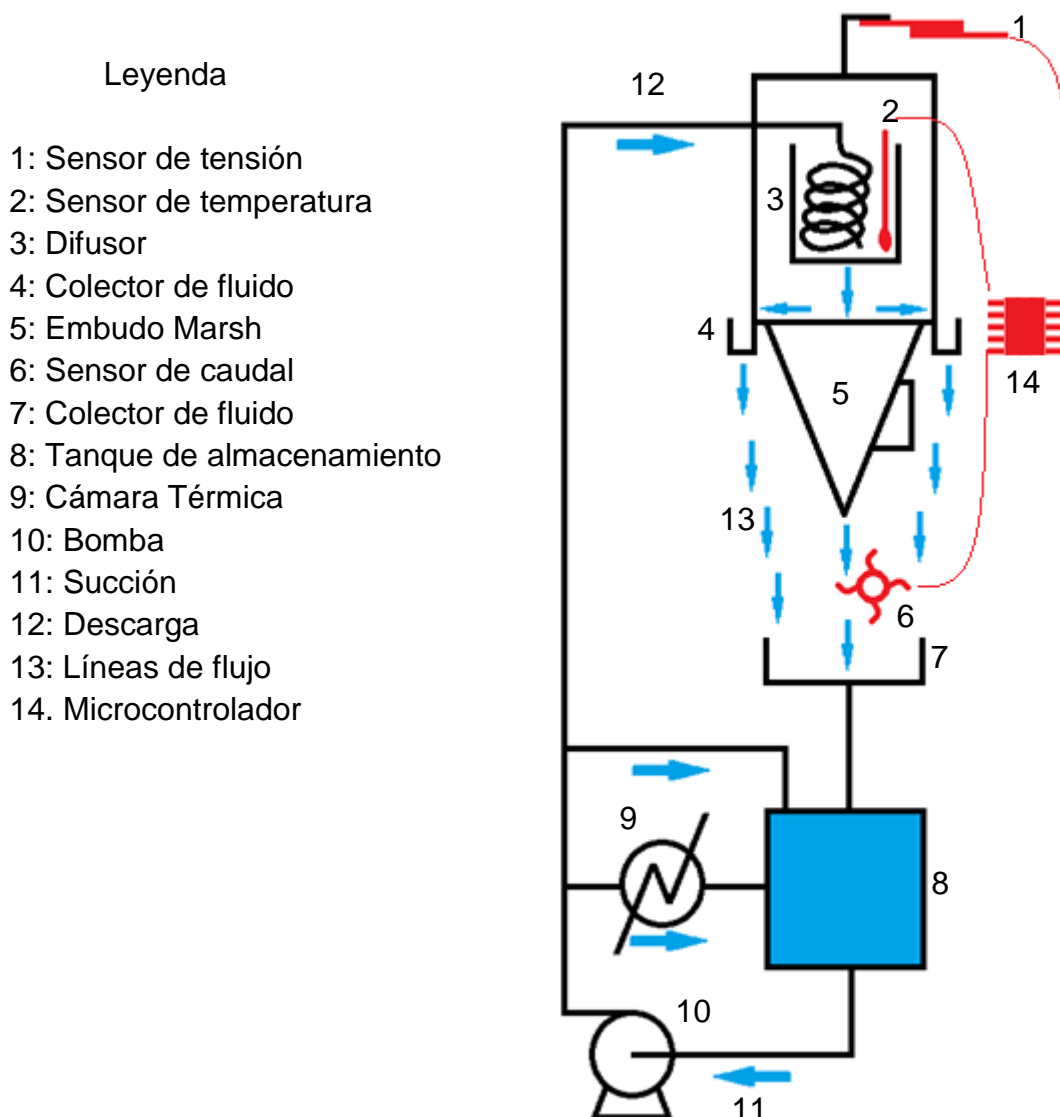 Leyenda
1: Sensor de tensión
2: Sensor de temperatura
3: Difusor
4: Colector de fluido
5: Embudo Marsh
6: Sensor de caudal
7: Colector de fluido
8: Tanque de almacenamiento
9: Cámara Térmica
10: Bomba
11: Succión
12: Descarga
13: Líneas de flujo
14. Microcontrolador
1
12
2
3
4
5
14
13
6
7
9
8
10
11